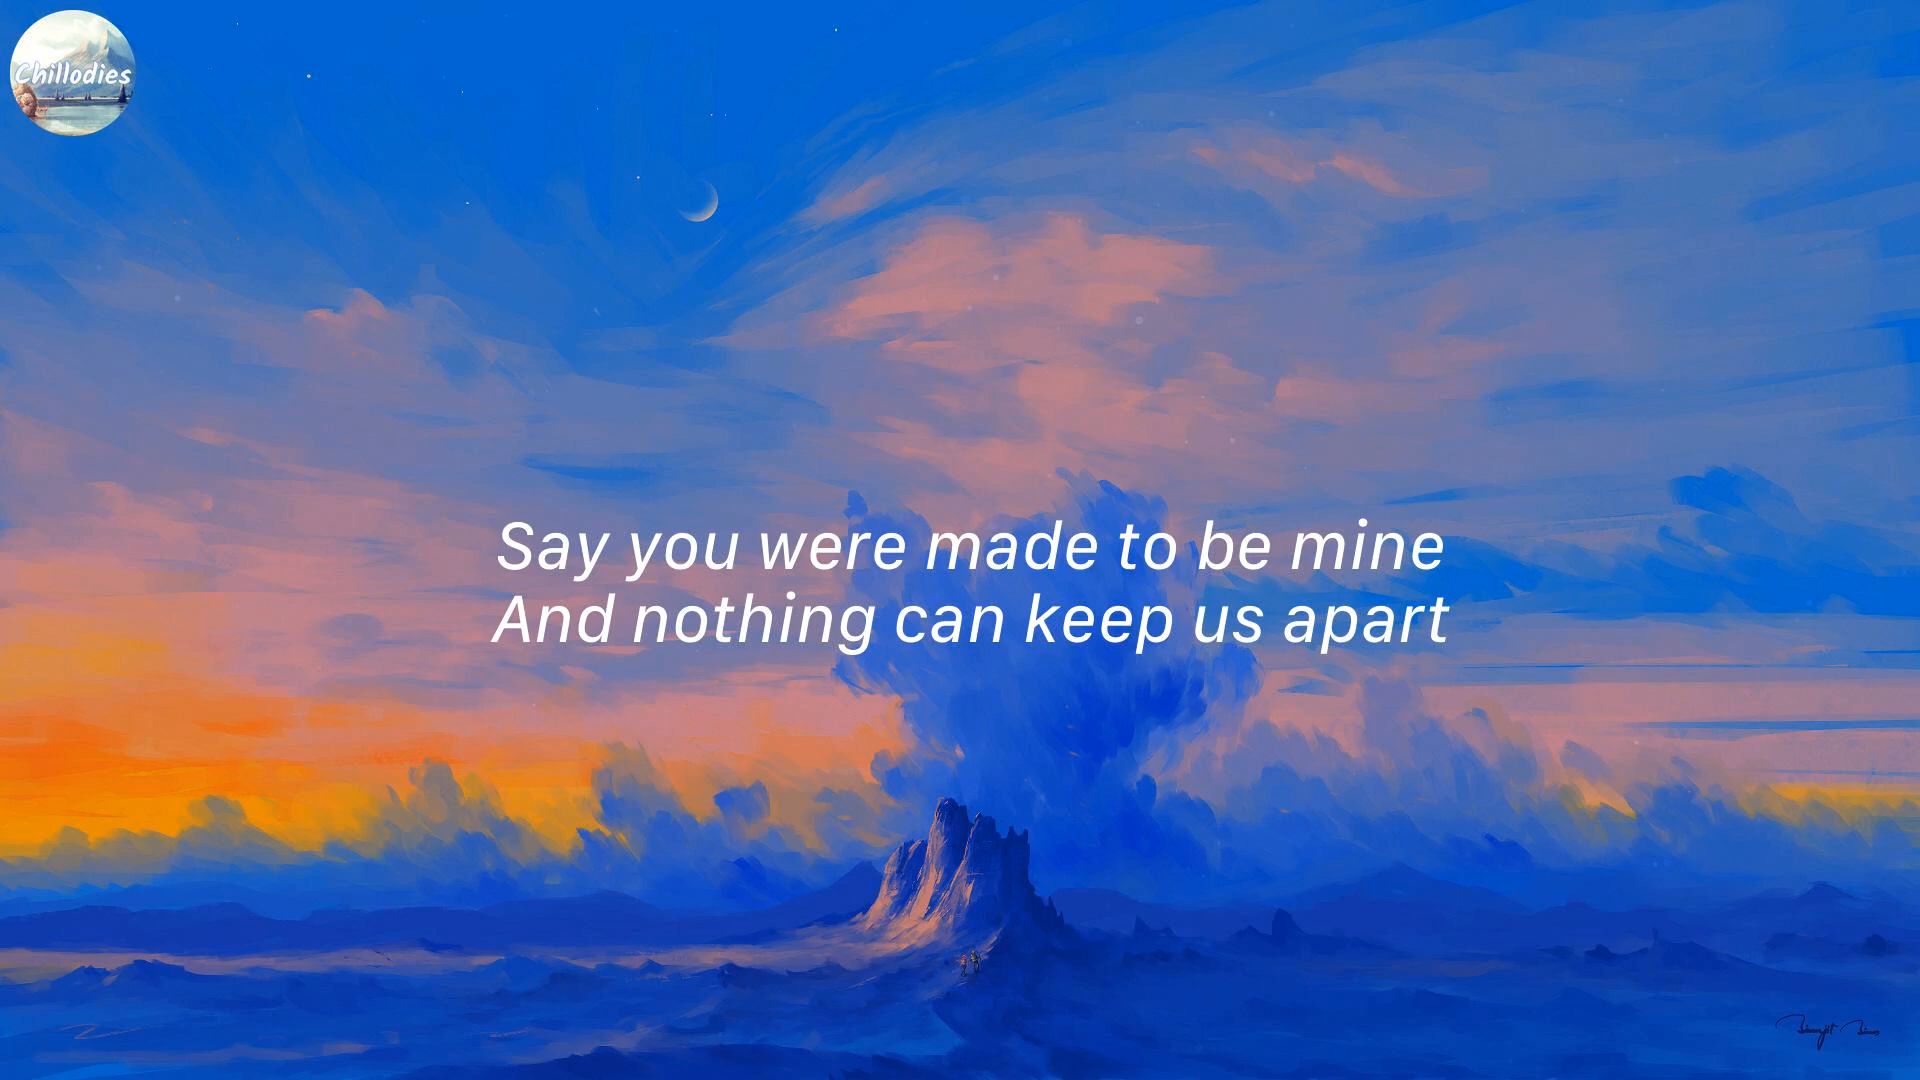 Chillodies
Say you were made to be mine
And nothing can keep us apart